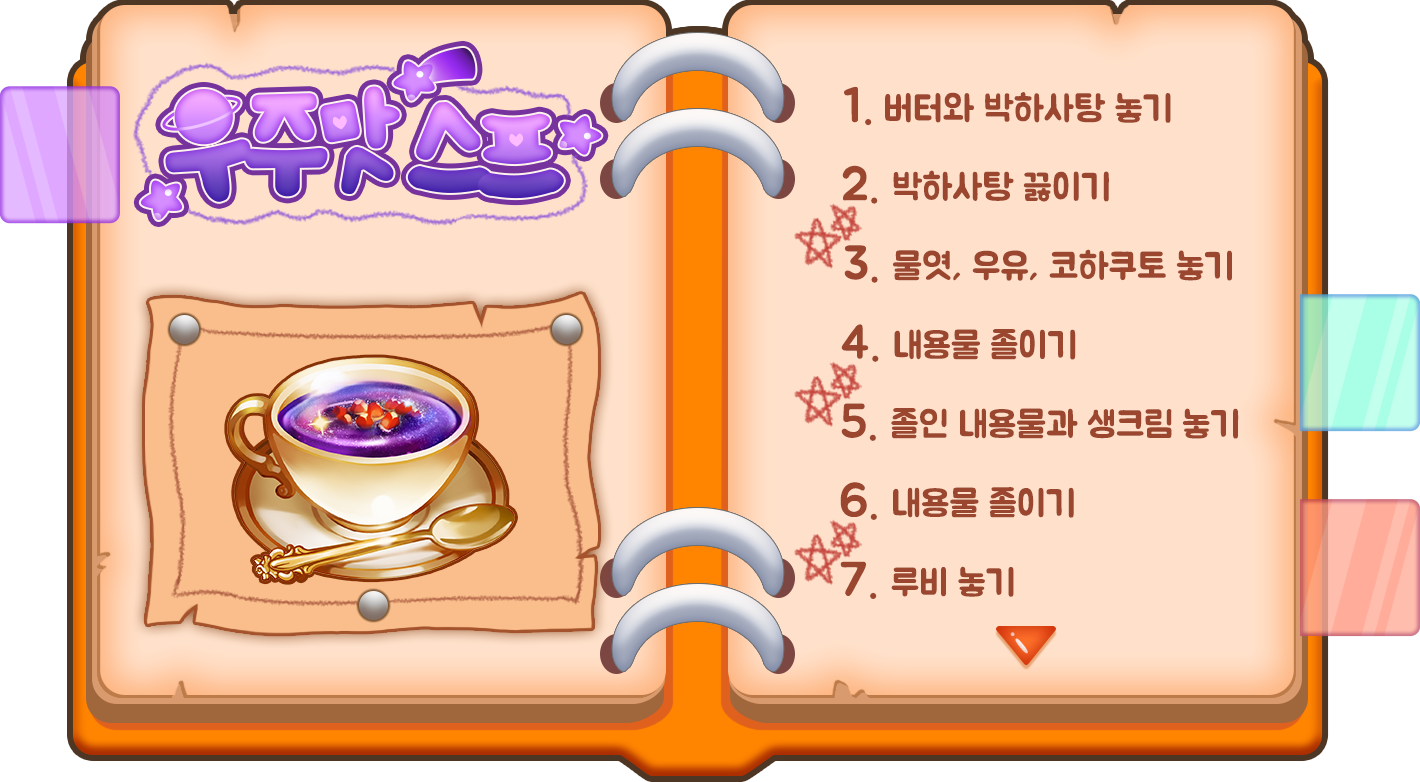 우주맛 스프
1. 버터와 박하사탕 놓기
2. 박하사탕 끓이기
3. 물엿, 우유, 코하쿠토 놓기
4. 내용물 졸이기
5. 졸인 내용물과 생크림 놓기
6. 내용물 졸이기
7. 루비 놓기